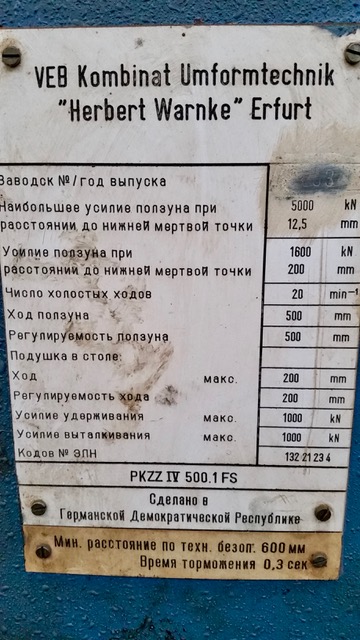 VEB Kombinat Umformtechnik
"Herbert Warnke" Erfurt
Заводск №/год выпуска
Наибольшее усилие ползуна при 5000 kN
расстоянии до нижней мертвой точки 12,5 mm
Усилие ползуна при 1600 kN
расстоянии до нижней мертвой точки 200 mm
Число холостых ходов 20 min⁻¹
Ход ползуна 500 mm
Регулируемость ползуна 500 mm
Подушка в столе:
Ход макс. 200 mm
Регулируемость хода 200 mm
Усилие удерживания макс. 1000 kN
Усилие выталкивания макс. 1000 kN
Кодов № ЭЛН 132 21 23 4
PKZZ IV 500.1 FS
Сделано в
Германской Демократической Республике
Мин. расстояние по техн. безоп. 600 мм
Время торможения 0,3 сек